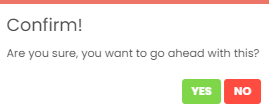 Confirm!
Are you sure, you want to go ahead with this?
YES NO